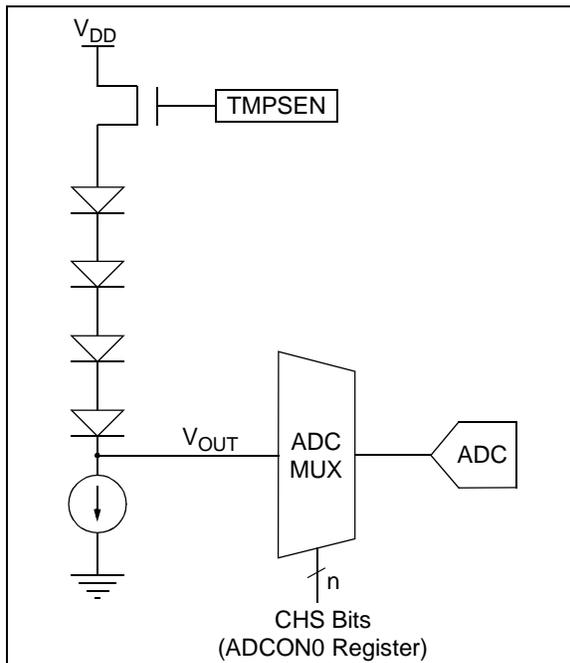 VDD
TMPSEN
VOUT
ADC
MUX
ADC
n
CHS Bits
(ADCON0 Register)